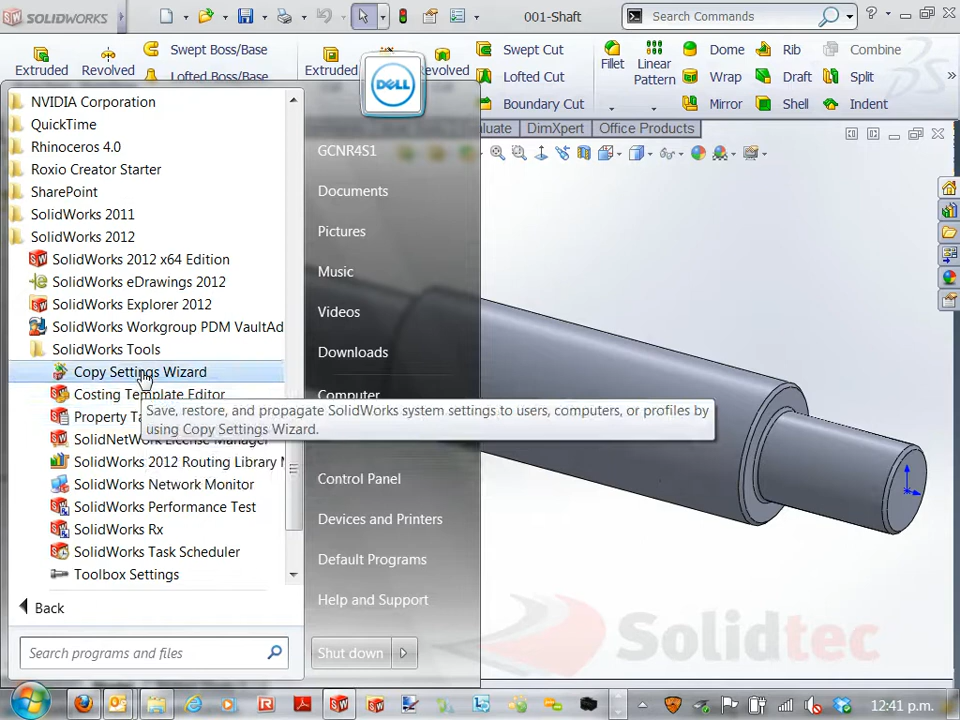 SOLIDWORKS
001-Shaft
Search Commands
Extruded
Revolved
Swept Boss/Base
Lofted Boss/Base
Extruded
Revolved
Swept Cut
Lofted Cut
Boundary Cut
Fillet
Linear
Pattern
Dome
Wrap
Mirror
Rib
Draft
Shell
Combine
Split
Indent
DimXpert
Office Products
DELL
NVIDIA Corporation
QuickTime
Rhinoceros 4.0
Roxio Creator Starter
SharePoint
SolidWorks 2011
SolidWorks 2012
SolidWorks 2012 x64 Edition
SolidWorks eDrawings 2012
SolidWorks Explorer 2012
SolidWorks Workgroup PDM VaultAd
SolidWorks Tools
Copy Settings Wizard
Costing Template Editor
Property Ta
SolidNetWork License Manager
SolidWorks 2012 Routing Library M
SolidWorks Network Monitor
SolidWorks Performance Test
SolidWorks Rx
SolidWorks Task Scheduler
Toolbox Settings
Back
Search programs and files
GCNR4S1
Documents
Pictures
Music
Videos
Downloads
Computer
Save, restore, and propagate SolidWorks system settings to users, computers, or profiles by
using Copy Settings Wizard.
Control Panel
Devices and Printers
Default Programs
Help and Support
Shut down
Solidtec
12:41 p.m.